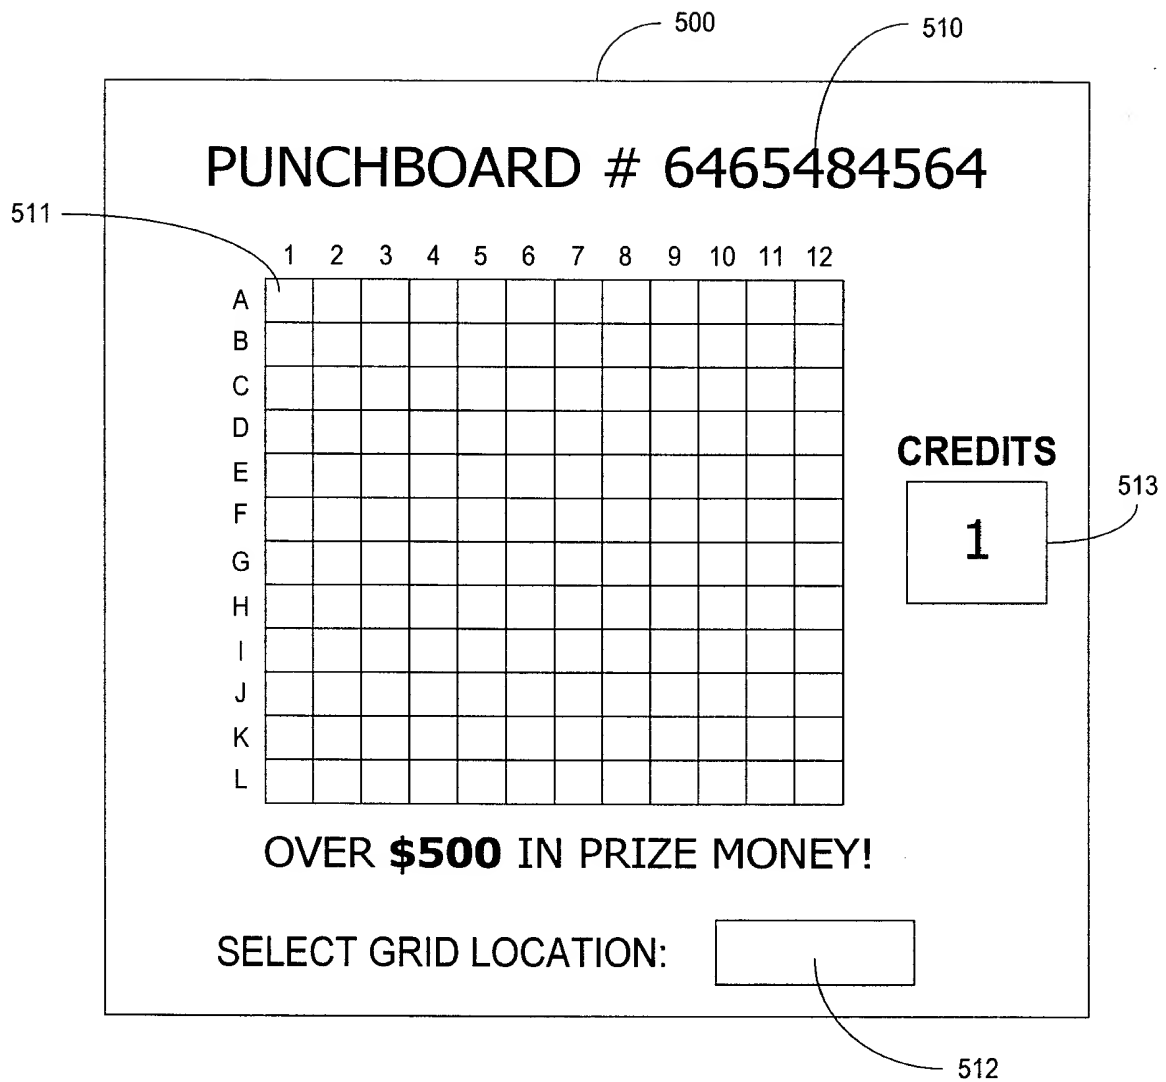 500
510
PUNCHBOARD # 6465484564
511
1 2 3 4 5 6 7 8 9 10 11 12
A
B
C
D
E
F
G
H
I
J
K
L
CREDITS
513
1
OVER $500 IN PRIZE MONEY!
SELECT GRID LOCATION:
512